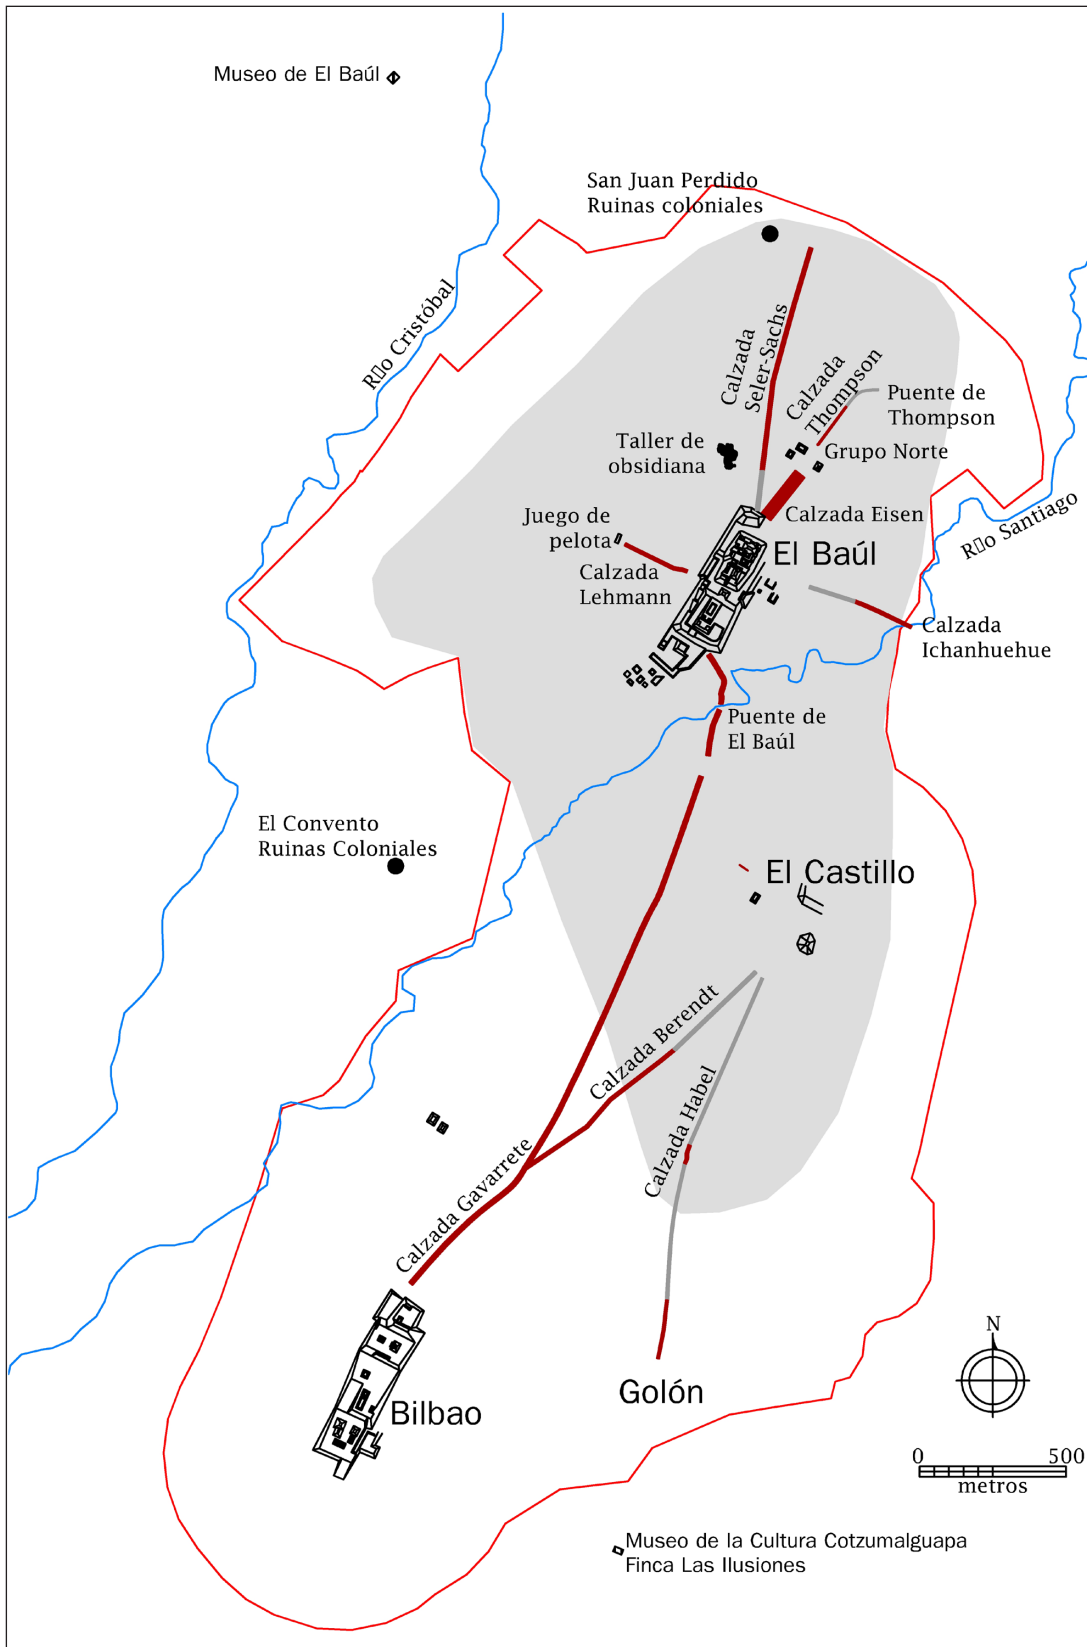 Museo de El Baúl
San Juan Perdido
Ruinas coloniales
R□o Cristóbal
Calzada
Seler-Sachs
Calzada
Thompson
Puente de
Thompson
Taller de
obsidiana
Grupo Norte
Juego de
pelota
Calzada Eisen
R□o Santiago
El Baúl
Calzada
Lehmann
Calzada
Ichanhuehue
Puente de
El Baúl
El Convento
Ruinas Coloniales
El Castillo
Calzada Berendt
Calzada Habel
Calzada Gavarrete
N
Golón
Bilbao
0 500
metros
Museo de la Cultura Cotzumalguapa
Finca Las Ilusiones